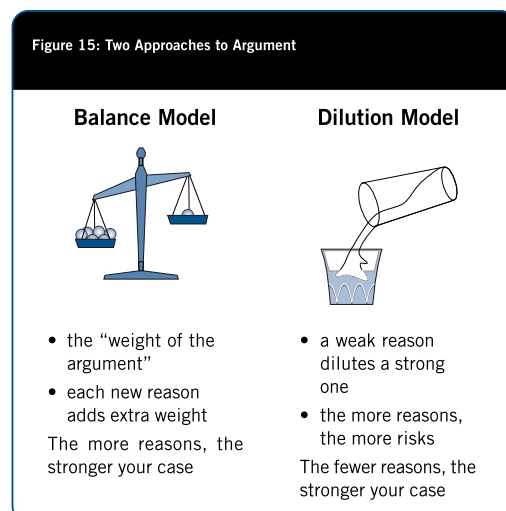 Figure 15: Two Approaches to Argument
Balance Model
• the “weight of the
argument”
• each new reason
adds extra weight
The more reasons, the
stronger your case
Dilution Model
• a weak reason
dilutes a strong
one
• the more reasons,
the more risks
The fewer reasons, the
stronger your case